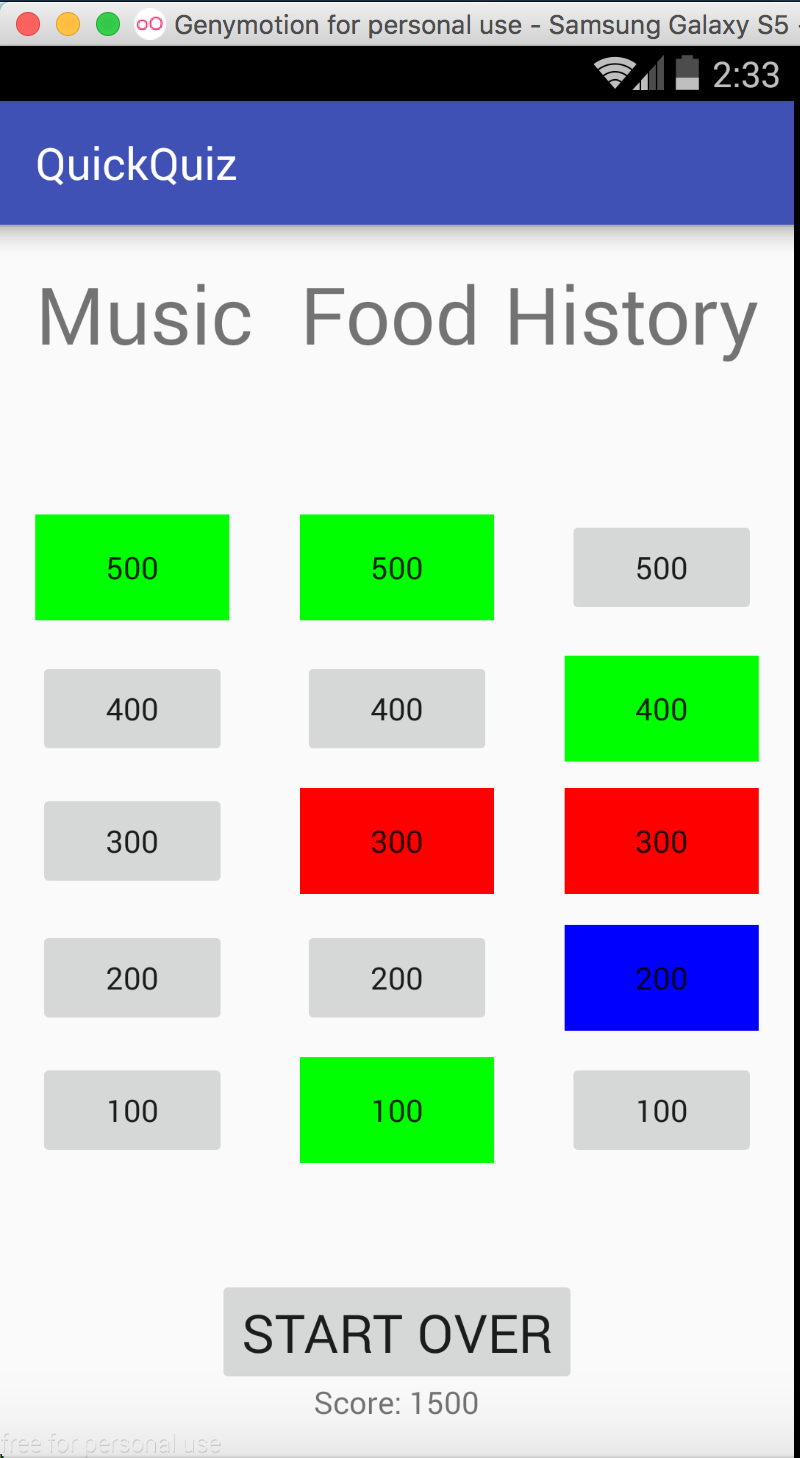 Genymotion for personal use - Samsung Galaxy S5 -
2:33
QuickQuiz
Music Food History
500 500 500
400 400 400
300 300 300
200 200 200
100 100 100
START OVER
Score: 1500
free for personal use